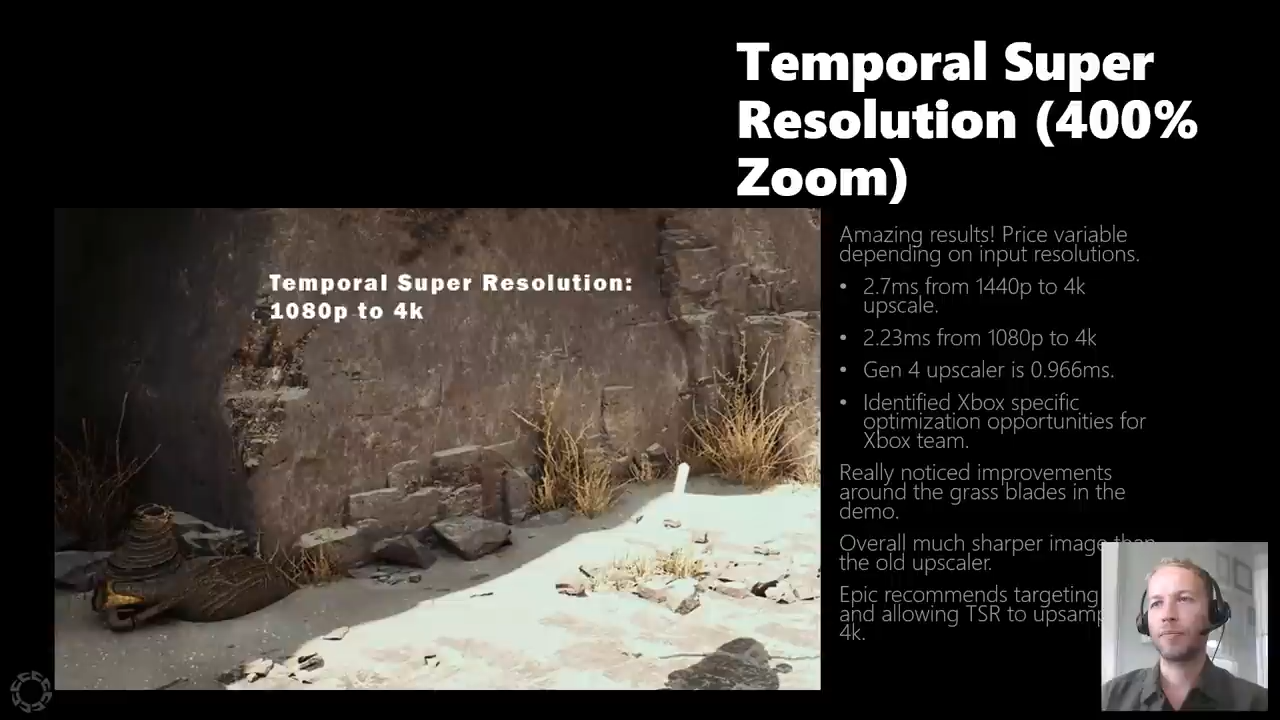 Temporal Super
Resolution (400%
Zoom)
Temporal Super Resolution:
1080p to 4k
Amazing results! Price variable
depending on input resolutions.
• 2.7ms from 1440p to 4k
upscale.
• 2.23ms from 1080p to 4k
• Gen 4 upscaler is 0.966ms.
• Identified Xbox specific
optimization opportunities for
Xbox team.
Really noticed improvements
around the grass blades in the
demo.
Overall much sharper image than
the old upscaler.
Epic recommends targeting
and allowing TSR to
4k.